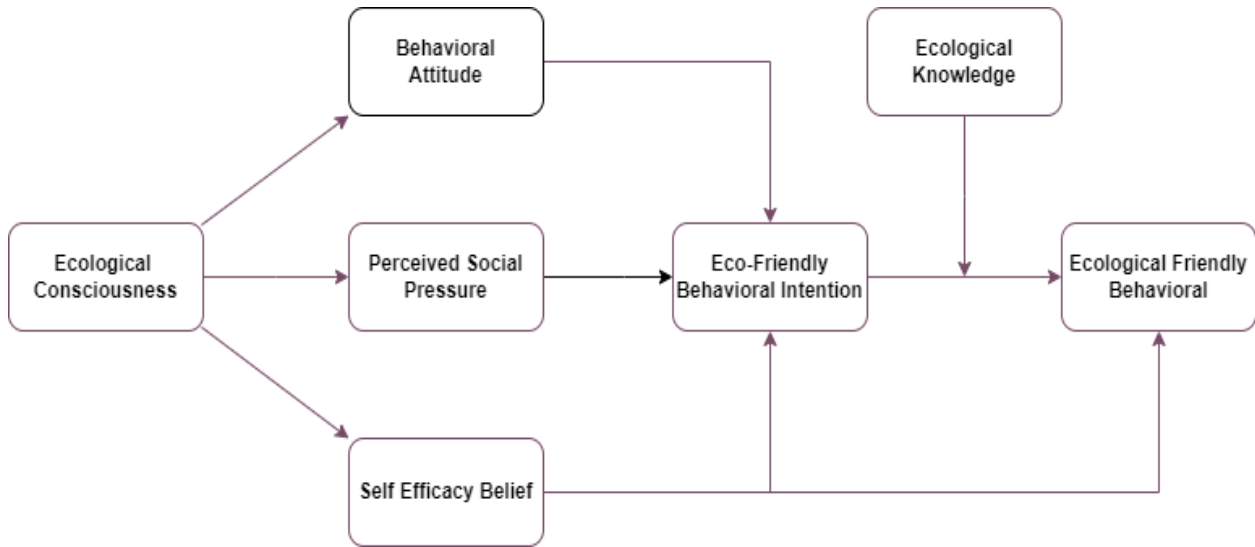 Behavioral
Attitude
Ecological
Knowledge
Ecological
Consciousness
Perceived Social
Pressure
Eco-Friendly
Behavioral Intention
Ecological Friendly
Behavioral
Self Efficacy Belief